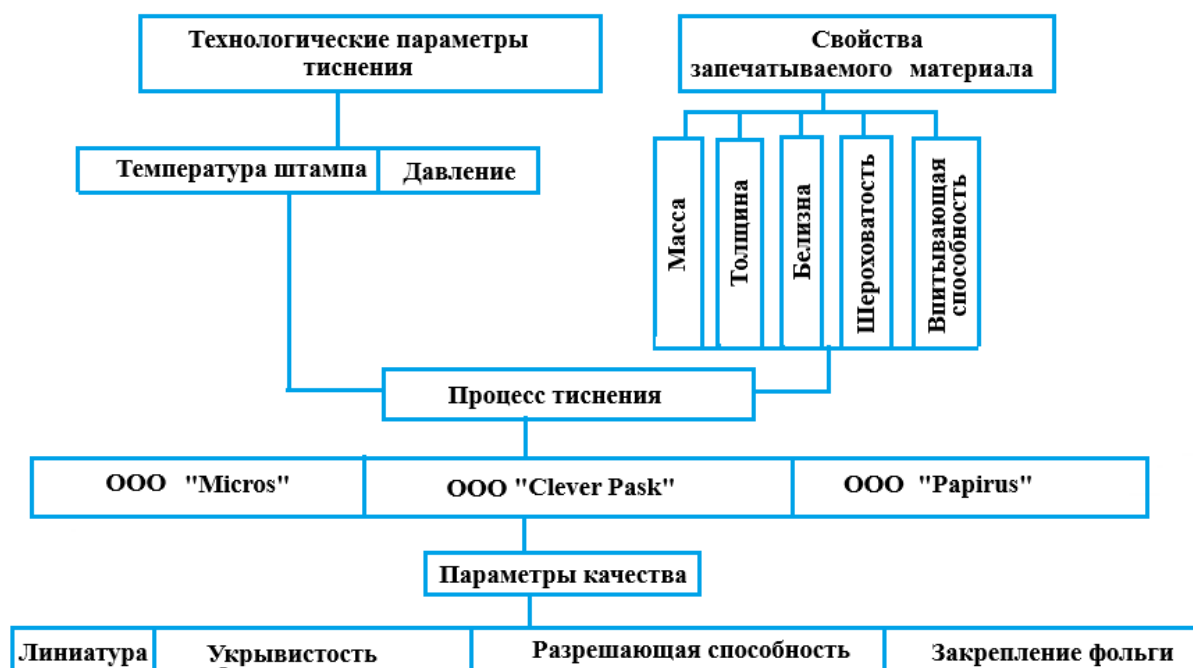 Технологические параметры
тиснения
Свойства
запечатываемого материала
Температура штампа
Давление
Масса
Толщина
Белизна
Шероховатость
Впитывающая
способность
Процесс тиснения
ООО "Micros"
ООО "Clever Pask"
ООО "Papirus"
Параметры качества
Линиатура
Укрывистость
Разрешающая способность
Закрепление фольги